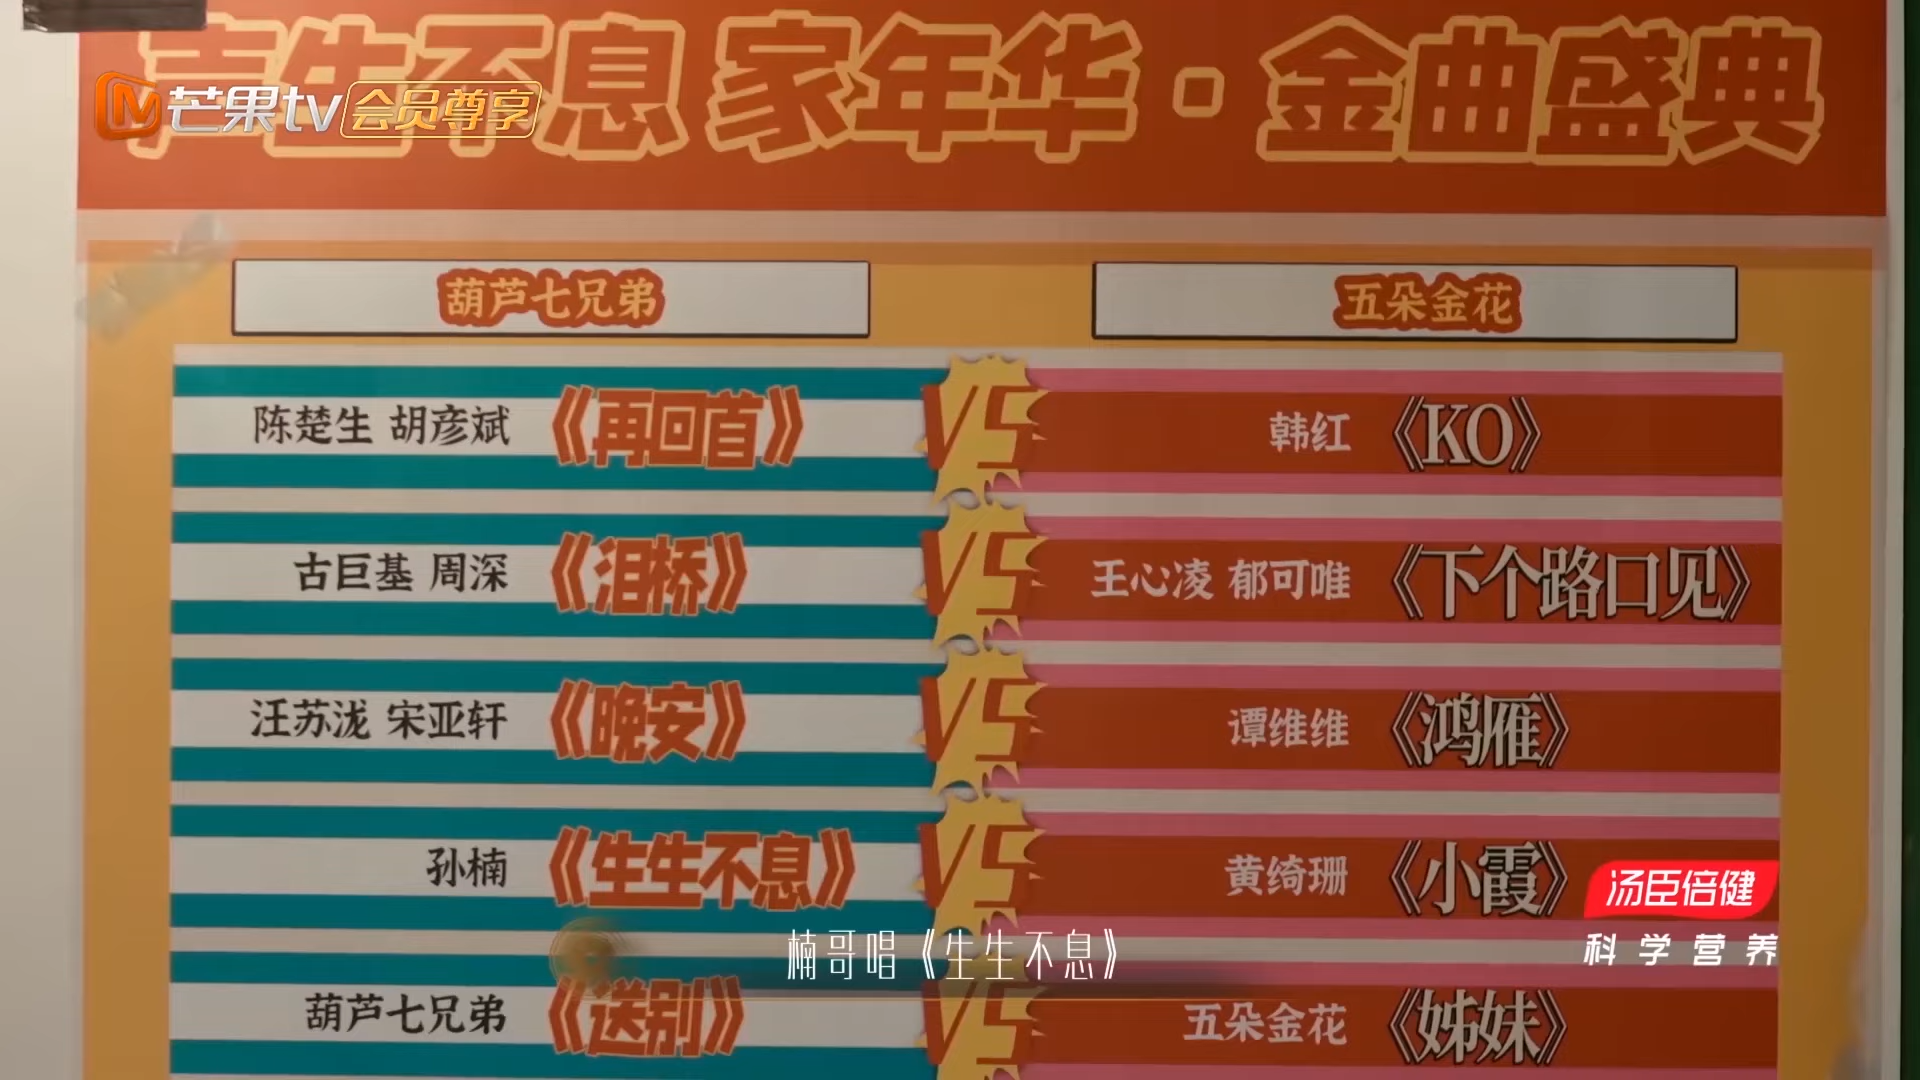 声生不息 家年华·金曲盛典
芒果tv 会员尊享
葫芦七兄弟
五朵金花
陈楚生 胡彦斌 《再回首》 VS 韩红 《KO》
古巨基 周深 《泪桥》 VS 王心凌 郁可唯 《下个路口见》
汪苏泷 宋亚轩 《晚安》 VS 谭维维 《鸿雁》
孙楠 《生生不息》 VS 黄绮珊 《小霞》
汤臣倍健
科学营养
楠哥唱《生生不息》
葫芦七兄弟 《送别》 VS 五朵金花 《姊妹》